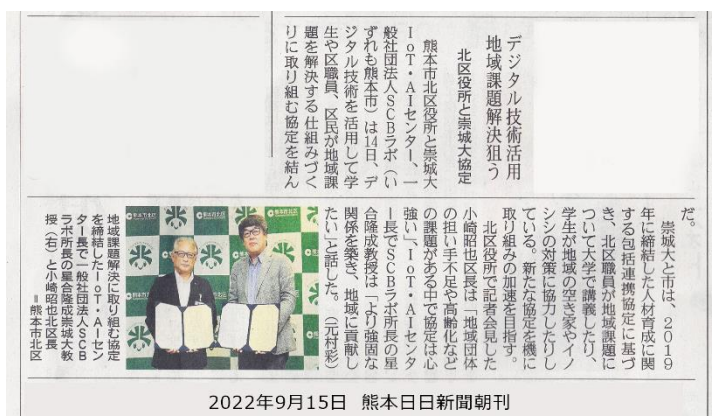 デジタル技術活用
地域課題解決狙う
北区役所と崇城大協定
熊本市北区役所と崇城大
IoT・AIセンター、一
般社団法人SCBラボ(い
ずれも熊本市)は14日、デ
ジタル技術を活用して学
生や区職員、区民が地域課
題を解決する仕組みづく
りに取り組む協定を結ん
だ。
崇城大と市は、2019
年に締結した人材育成に関
する包括連携協定に基づ
き、北区職員が地域課題に
ついて大学で講義したり、
学生が地域の空き家やイノ
シシの対策に協力したりし
ている。新たな協定を機に
取り組みの加速を目指す。
北区役所で記者会見した
小崎昭也区長は「地域団体
の担い手不足や高齢化など
の課題がある中で協定は心
強い」、IoT・AIセンタ
ー長でSCBラボ所長の星
合隆成教授は「より強固な
関係を築き、地域に貢献し
たい」と話した。(元村彩)
地域課題解決に取り組む協定
を締結したIoT・AIセン
ター長で一般社団法人SCB
ラボ所長の星合隆成崇城大教
授(右)と小崎昭也北区長
=熊本市北区
熊本市北区
2022年9月15日 熊本日日新聞朝刊